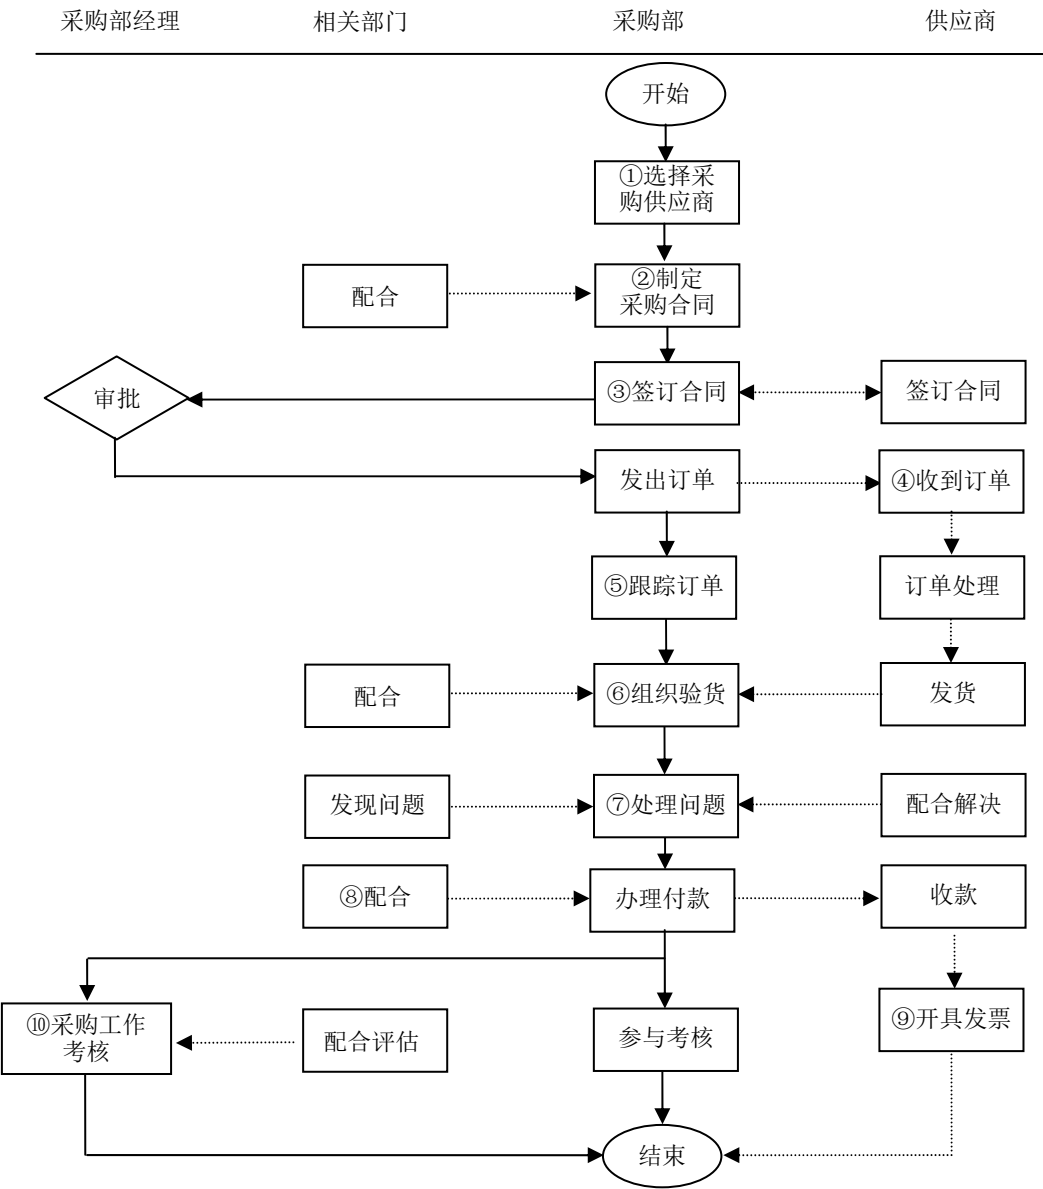 采购部经理
相关部门
采购部
供应商
开始
①选择采
购供应商
配合
②制定
采购合同
审批
③签订合同
签订合同
发出订单
④收到订单
⑤跟踪订单
订单处理
配合
⑥组织验货
发货
发现问题
⑦处理问题
配合解决
⑧配合
办理付款
收款
⑩采购工作
考核
配合评估
参与考核
⑨开具发票
结束